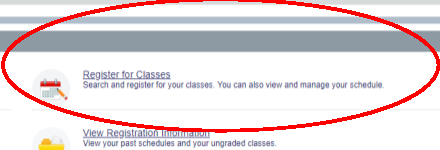 Register for Classes
Search and register for your classes. You can also view and manage your schedule.
View Registration Information
View your past schedules and your ungraded classes.